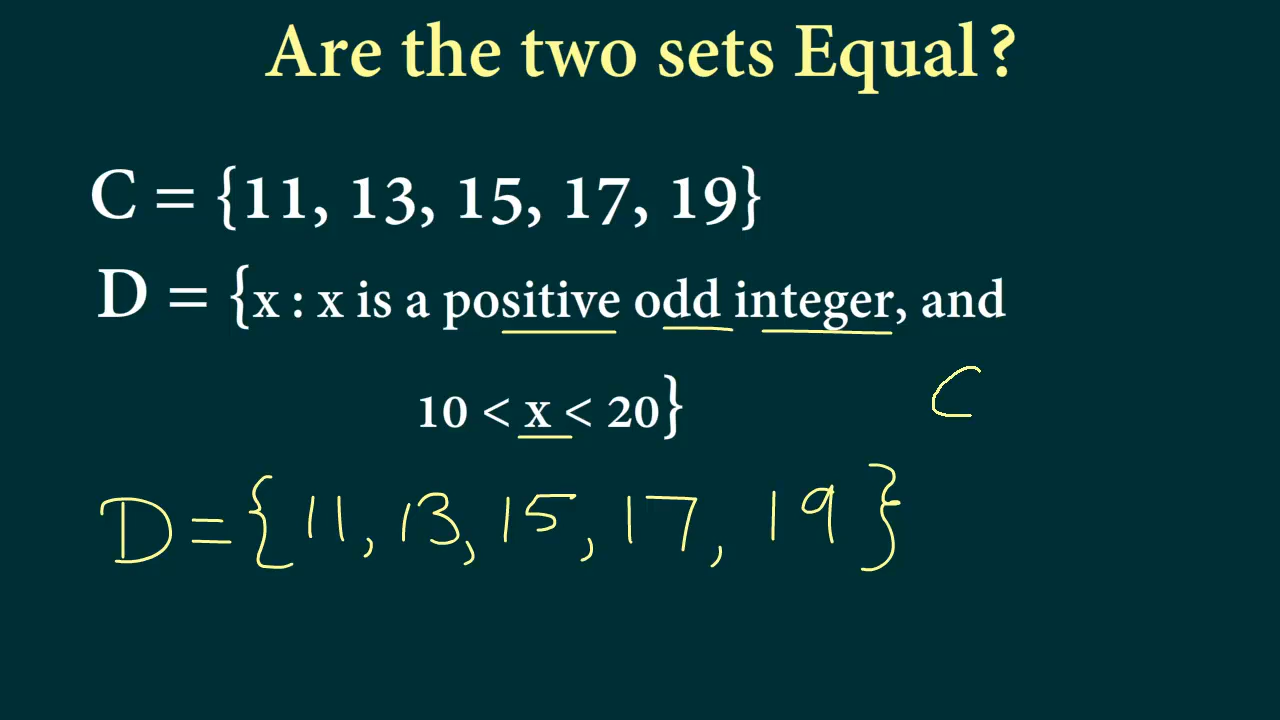 Are the two sets Equal?
C = {11, 13, 15, 17, 19}
D = {x : x is a positive odd integer, and
10 < x < 20}
C
D = {11, 13, 15, 17, 19}